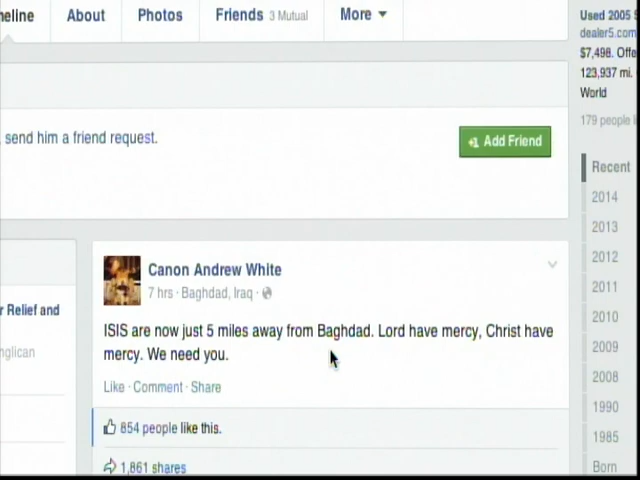 meline About Photos Friends 3 Mutual More
Used 2005
dealer5.com
$7,498. Offe
123,937 mi.
World
179 people li
send him a friend request.
+1 Add Friend
Recent
2014
2013
2012
2011
2010
2009
2008
1990
1985
Born
r Relief and
nglican
Canon Andrew White
7 hrs · Baghdad, Iraq ·
ISIS are now just 5 miles away from Baghdad. Lord have mercy, Christ have
mercy. We need you.
Like · Comment · Share
854 people like this.
1,861 shares